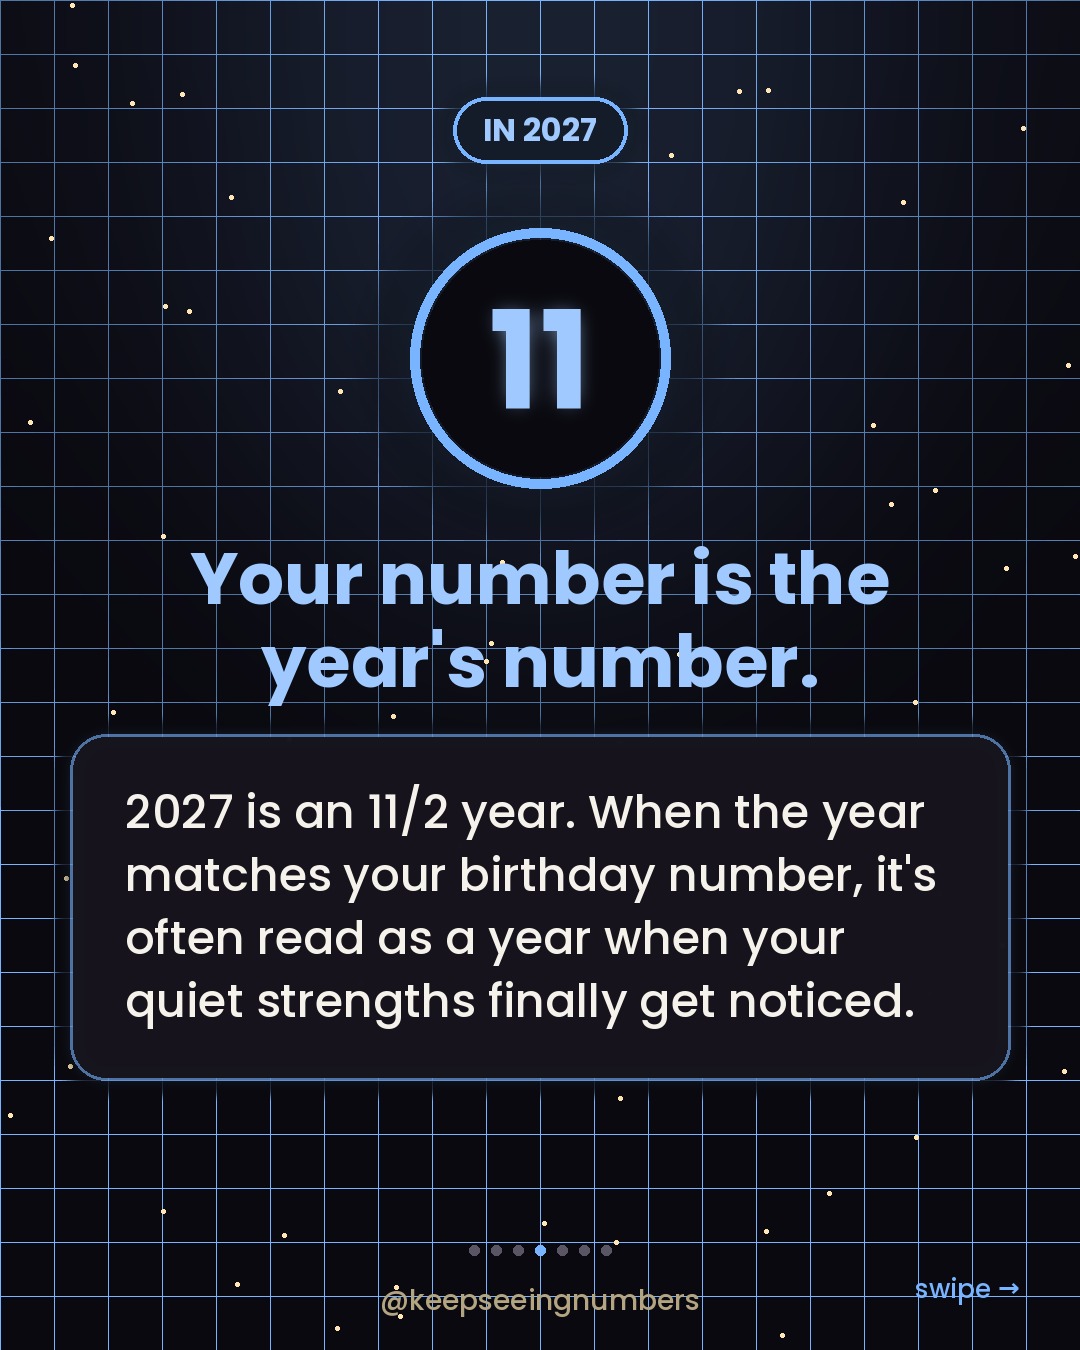 IN 2027
11
Your number is the
year's number.
2027 is an 11/2 year. When the year
matches your birthday number, it's
often read as a year when your
quiet strengths finally get noticed.
@keepseeingnumbers
swipe →